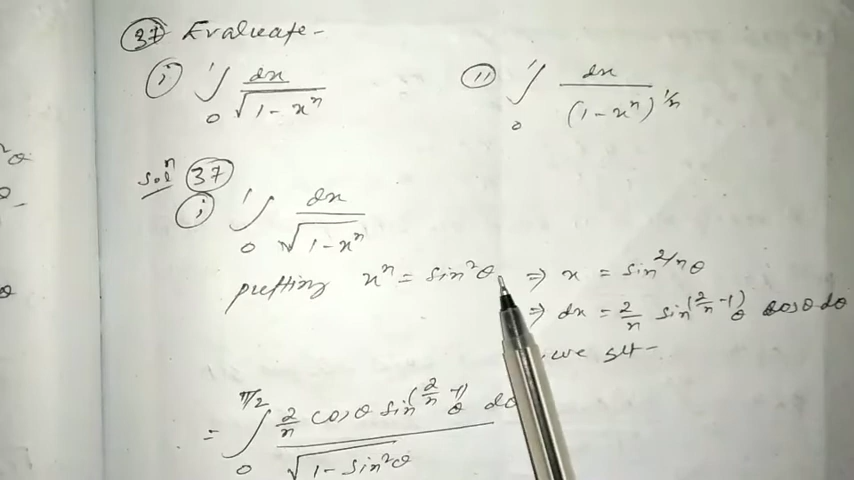 37 Evaluate -
i ∫₀¹ dx / √(1-xⁿ) ii ∫₀¹ dx / (1-xⁿ)^(1/n)
Solⁿ 37
i ∫₀¹ dx / √(1-xⁿ)
putting xⁿ = sin²θ ⇒ x = sin^(2/n) θ
⇒ dx = 2/n sin^(2/n -1) θ cosθ dθ
we get -
= ∫₀^(π/2) 2/n cosθ sin^(2/n -1) θ dθ / √(1-sin²θ)